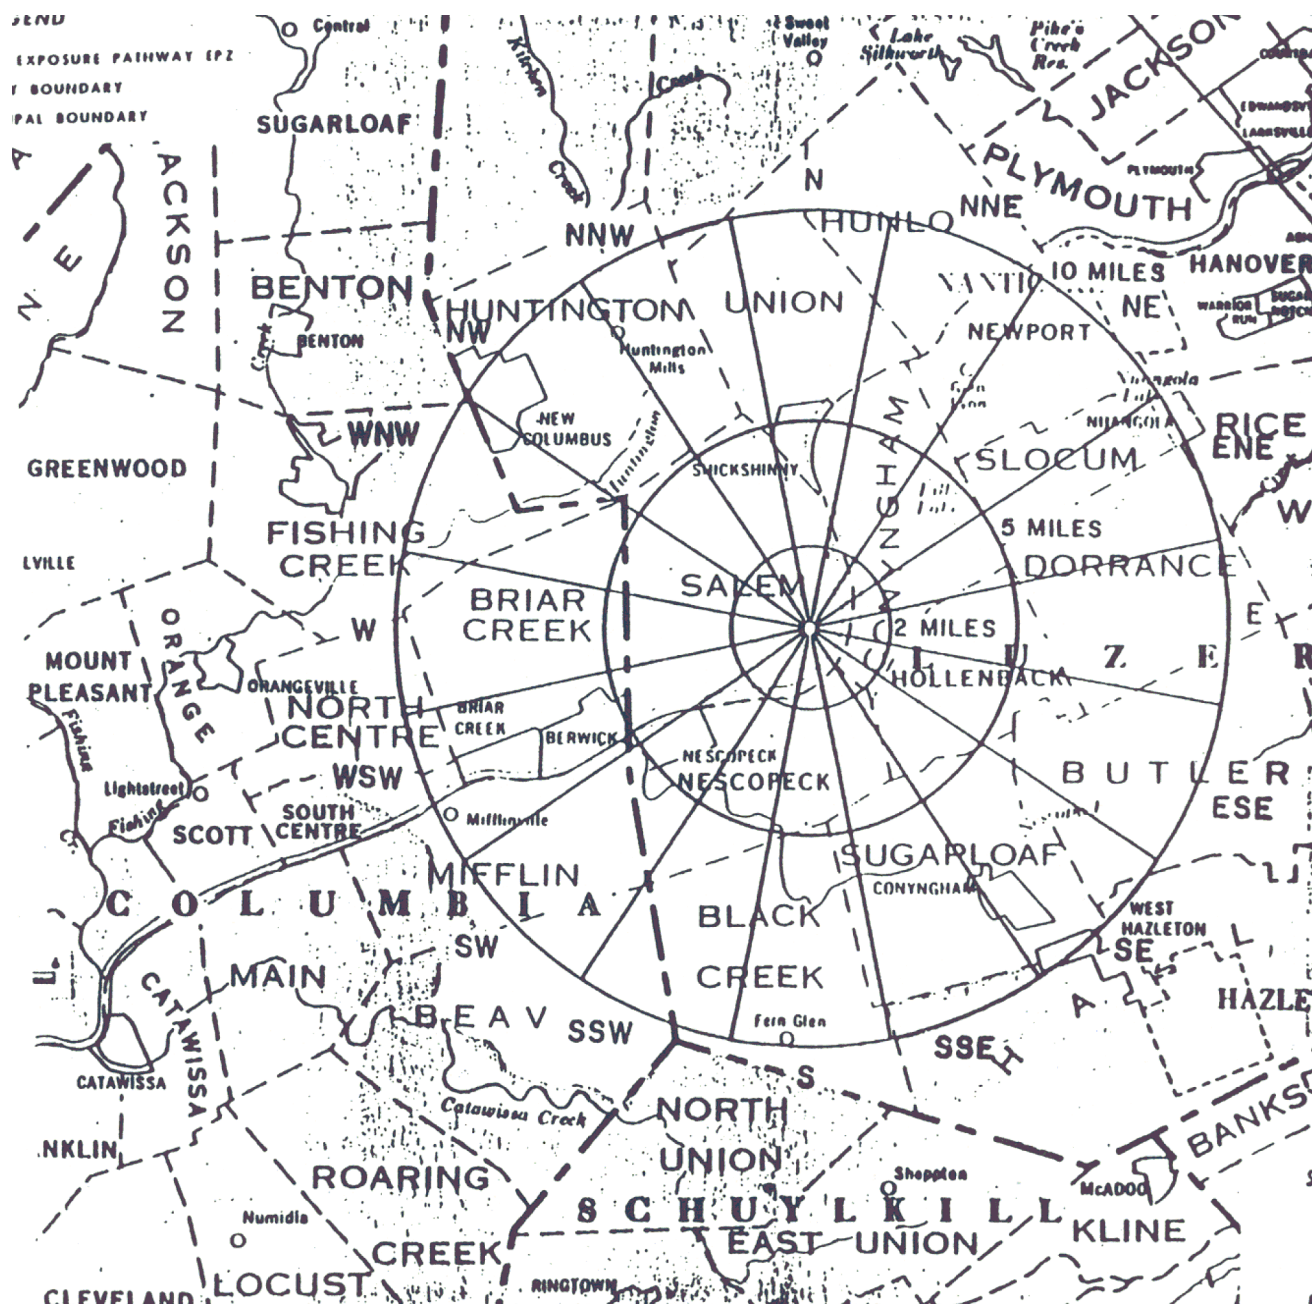 Central
EXPOSURE PATHWAY EPZ
BOUNDARY
PAL BOUNDARY
SUGARLOAF
Kitchen
Creek
Creek
Sweet
Valley
Lake
Silkworth
Pike's
Creek
Res.
JACKSON
PLYMOUTH
PLYMOUTH
N
NNE
HUNLO
NNW
ACKSON
BENTON
BENTON
10 MILES
HANOVER
NE
WARRIOR
RUN
SUGAR
NOTCH
HUNTINGTON
NW
Huntington
Mills
UNION
NEWPORT
NEW
COLUMBUS
WNW
GREENWOOD
SHICKSHINNY
NUANGOLA
SLOCUM
RICE
ENE
W
FISHING
CREEK
5 MILES
DORRANCE
LVILLE
SALEM
BRIAR
CREEK
ORANGE
W
2 MILES
E
MOUNT
PLEASANT
ORANGEVILLE
HOLLENBACK
L U Z E R
NORTH
CENTRE
BRIAR
CREEK
BERWICK
Fishing
NESCOPECK
NESCOPECK
BUTLER
WSW
Lightstreet
Fishing
SCOTT
SOUTH
CENTRE
Mifflinville
ESE
SUGARLOAF
CONYNGHAM
MIFFLIN
COLUMBIA
BLACK
CREEK
WEST
HAZLETON
SE
SW
MAIN
CATAWISSA
BEAV
SSW
HAZLE
Fern Glen
SSE
CATAWISSA
S
Catawissa Creek
NORTH
UNION
BANKS
NKLIN
ROARING
CREEK
Sheppton
McADOO
SCHUYLKILL
EAST UNION
KLINE
Numidia
LOCUST
RINGTOWN
CLEVELAND